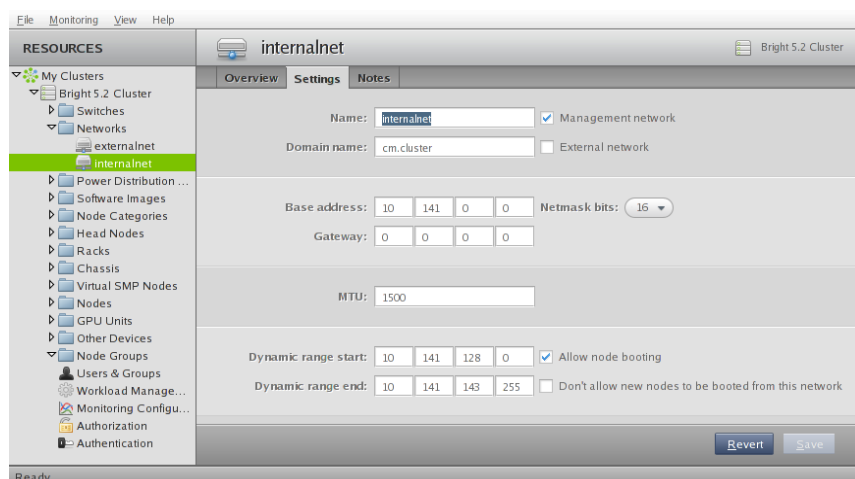 File Monitoring View Help
RESOURCES
internalnet
Bright 5.2 Cluster
My Clusters
Bright 5.2 Cluster
Switches
Networks
externalnet
internalnet
Power Distribution ...
Software Images
Node Categories
Head Nodes
Racks
Chassis
Virtual SMP Nodes
Nodes
GPU Units
Other Devices
Node Groups
Users & Groups
Workload Manage...
Monitoring Configu...
Authorization
Authentication
Overview Settings Notes
Name: internalnet Management network
Domain name: cm.cluster External network
Base address: 10 141 0 0 Netmask bits: 16
Gateway: 0 0 0 0
MTU: 1500
Dynamic range start: 10 141 128 0 Allow node booting
Dynamic range end: 10 141 143 255 Don't allow new nodes to be booted from this network
Revert Save
Ready